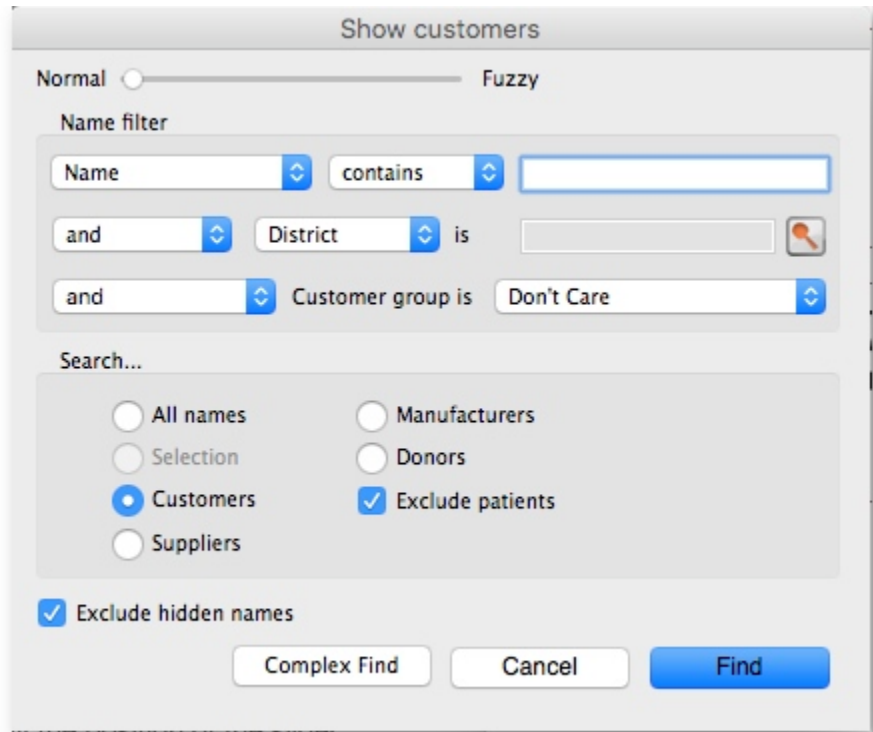 Show customers
Normal Fuzzy
Name filter
Name contains
and District is
and Customer group is Don't Care
Search...
All names Manufacturers
Selection Donors
Customers Exclude patients
Suppliers
Exclude hidden names
Complex Find Cancel Find